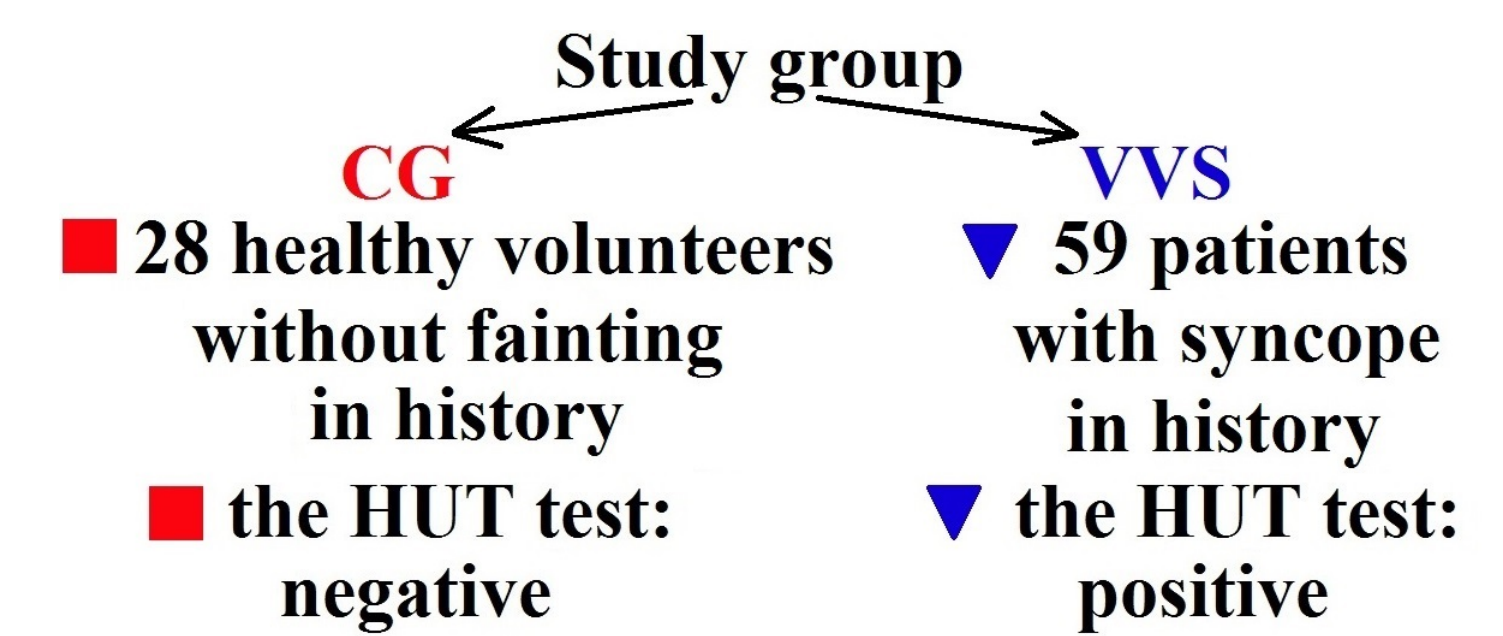 Study group
CG
28 healthy volunteers
without fainting
in history
the HUT test:
negative
VVS
59 patients
with syncope
in history
the HUT test:
positive